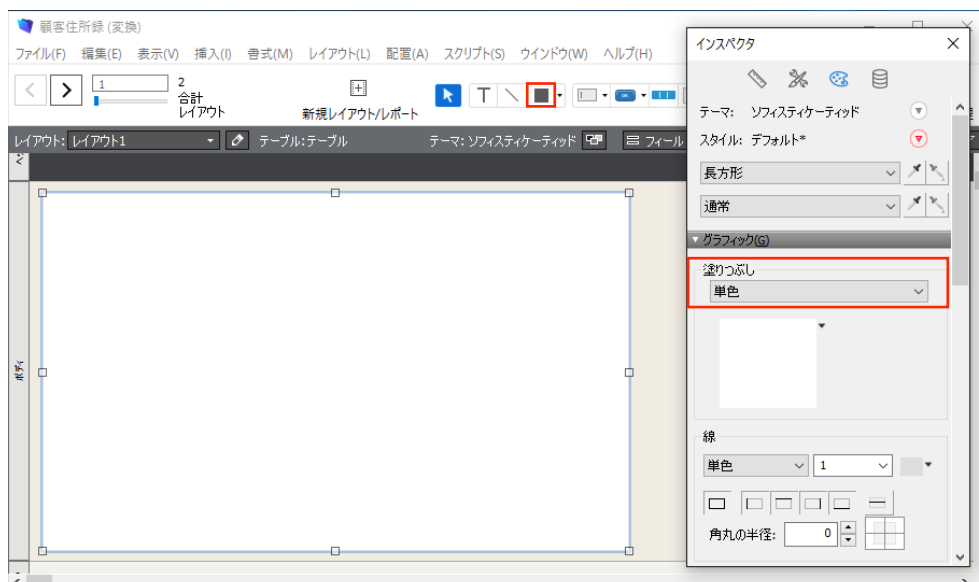 顧客住所録 (変換)
ファイル(F) 編集(E) 表示(V) 挿入(I) 書式(M) レイアウト(L) 配置(A) スクリプト(S) ウインドウ(W) ヘルプ(H)
1
2
合計
レイアウト
新規レイアウト/レポート
T
レイアウト: レイアウト1
テーブル:テーブル
テーマ: ソフィスティケーティッド
フィール
ボディ
インスペクタ
テーマ: ソフィスティケーティッド
スタイル: デフォルト*
長方形
通常
グラフィック(G)
塗りつぶし
単色
線
単色
1
角丸の半径: 0